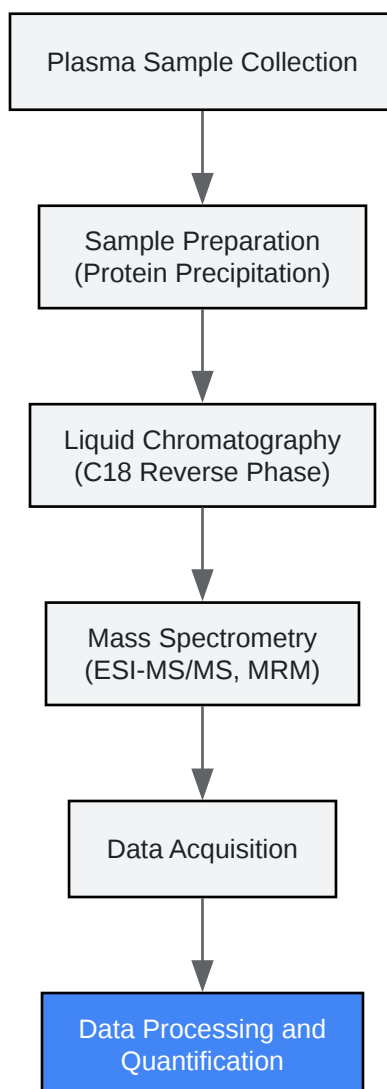 Plasma Sample Collection
Sample Preparation
(Protein Precipitation)
Liquid Chromatography
(C18 Reverse Phase)
Mass Spectrometry
(ESI-MS/MS, MRM)
Data Acquisition
Data Processing and
Quantification